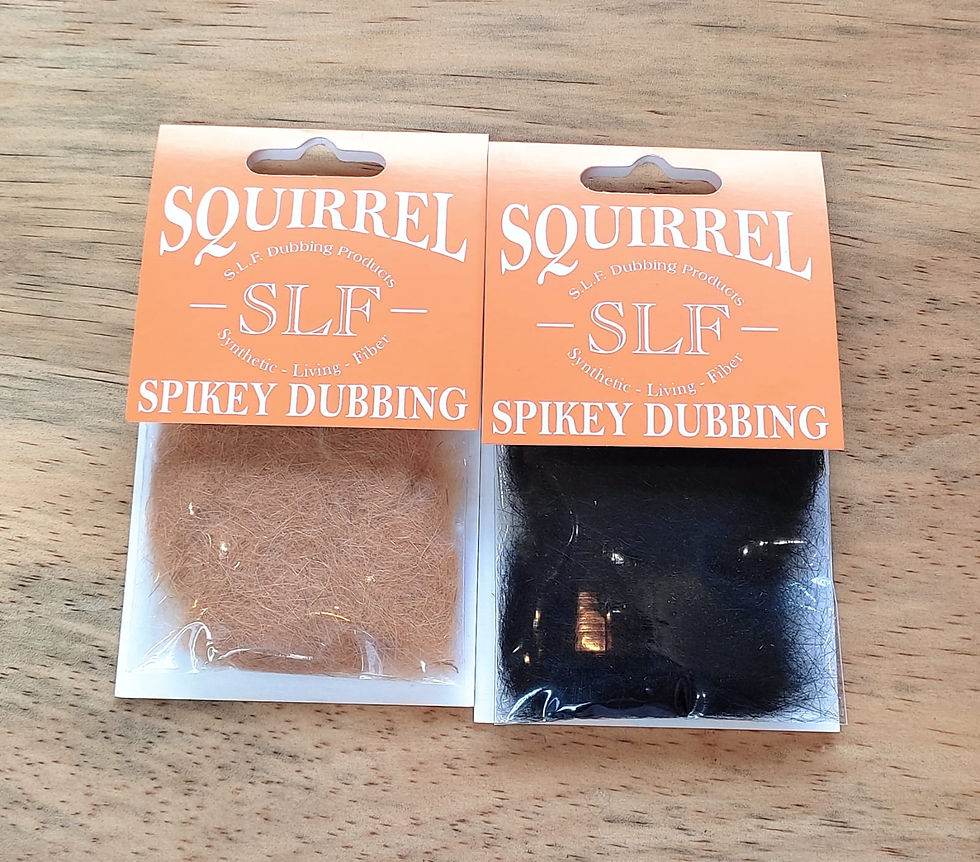 SQUIRREL
S.L.F. Dubbing Products
— SLF —
Synthetic - Living - Fiber
SPIKEY DUBBING
SQUIRREL
S.L.F. Dubbing Products
— SLF —
Synthetic - Living - Fiber
SPIKEY DUBBING